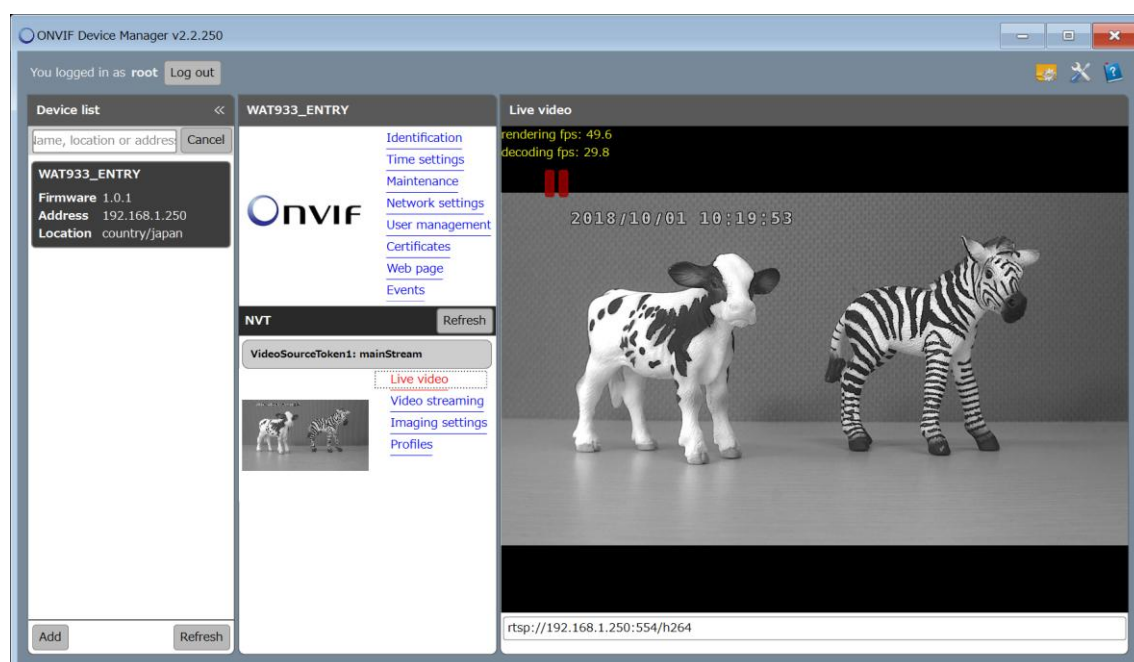 ONVIF Device Manager v2.2.250
You logged in as root Log out
Device list
Name, location or address Cancel
WAT933_ENTRY
Firmware 1.0.1
Address 192.168.1.250
Location country/japan
Add Refresh
WAT933_ENTRY
ONVIF
Identification
Time settings
Maintenance
Network settings
User management
Certificates
Web page
Events
NVT Refresh
VideoSourceToken1: mainStream
Live video
Video streaming
Imaging settings
Profiles
Live video
rendering fps: 49.6
decoding fps: 29.8
2018/10/01 10:19:53
rtsp://192.168.1.250:554/h264